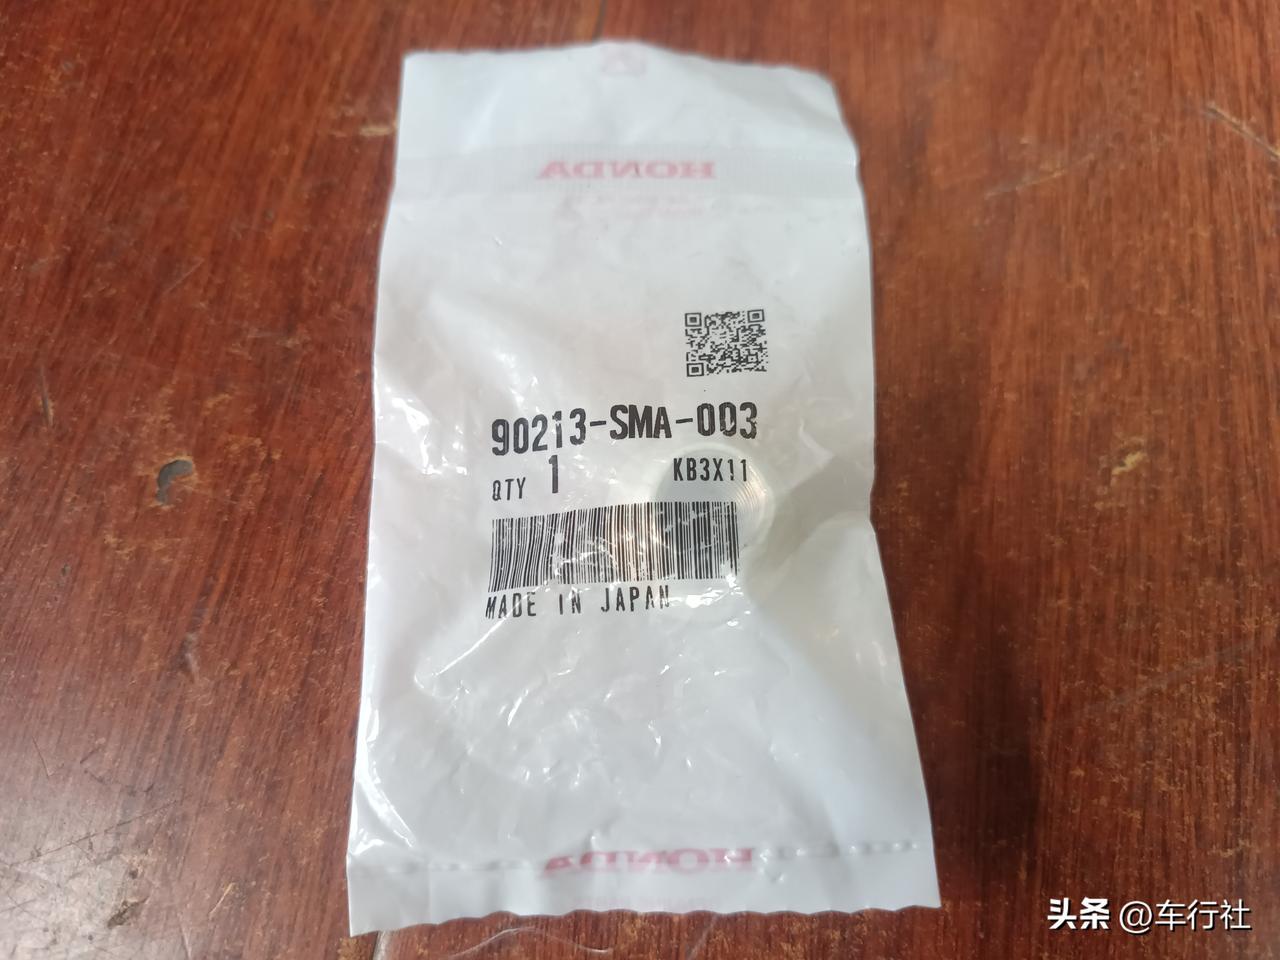 HONDA
90213-SMA-003
QTY 1 KB3X11
MADE IN JAPAN
HONDA
头条 @车行社